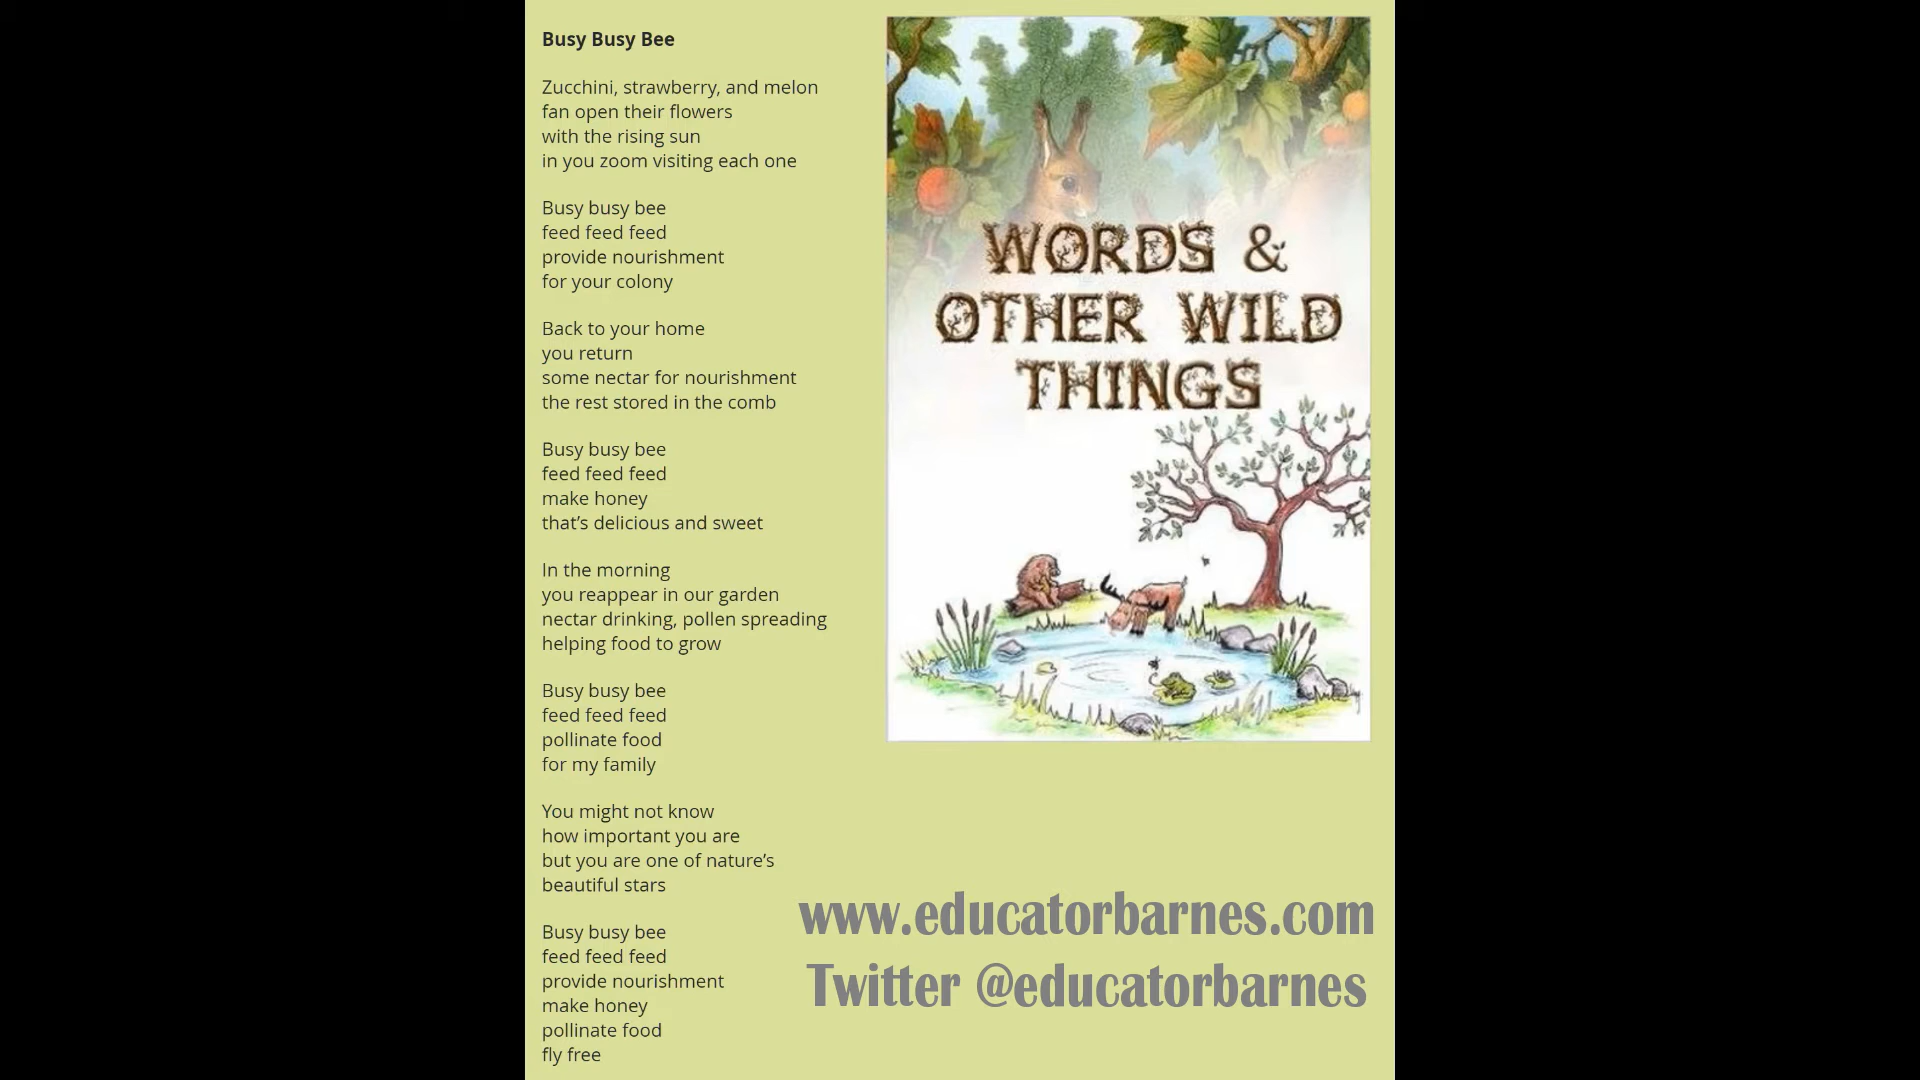 Busy Busy Bee
Zucchini, strawberry, and melon
fan open their flowers
with the rising sun
in you zoom visiting each one
Busy busy bee
feed feed feed
provide nourishment
for your colony
Back to your home
you return
some nectar for nourishment
the rest stored in the comb
Busy busy bee
feed feed feed
make honey
that’s delicious and sweet
In the morning
you reappear in our garden
nectar drinking, pollen spreading
helping food to grow
Busy busy bee
feed feed feed
pollinate food
for my family
You might not know
how important you are
but you are one of nature’s
beautiful stars
Busy busy bee
feed feed feed
provide nourishment
make honey
pollinate food
fly free
WORDS &
OTHER WILD
THINGS
www.educatorbarnes.com
Twitter @educatorbarnes